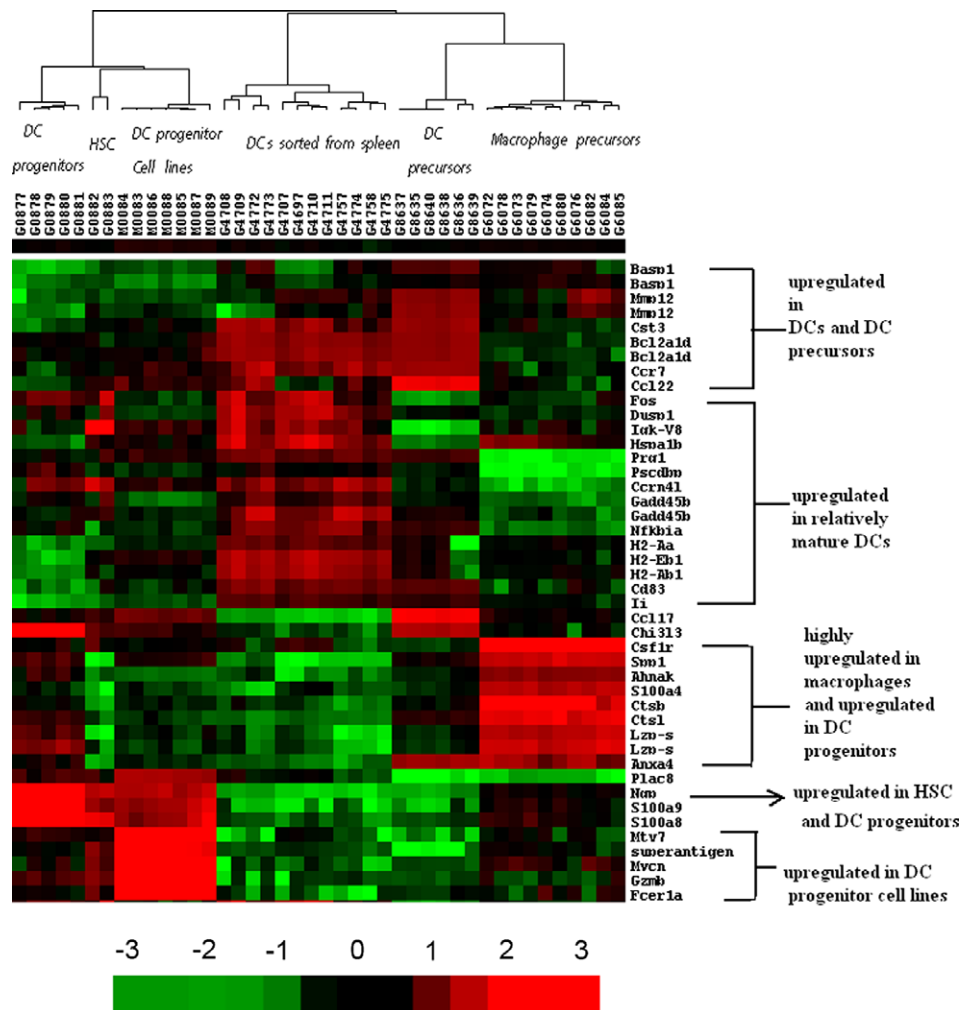 DC
progenitors
HSC
DC progenitor
Cell lines
DCs sorted from spleen
DC
precursors
Macrophage precursors
G0877
G0878
G0879
G0880
G0881
G0882
G0883
M0084
M0083
M0086
M0088
M0085
M0087
M0089
G4708
G4709
G4772
G4773
G4707
G4697
G4710
G4711
G4757
G4774
G4758
G4775
G8637
G8635
G8640
G8638
G8636
G8639
G6072
G6078
G6073
G6079
G6074
G6080
G6076
G6082
G6084
G6085
Basp1
Basp1
Mmp12
Mmp12
Cst3
Bcl2a1d
Bcl2a1d
Ccr7
Ccl22
Fos
Dusp1
Igk-V8
Hspa1b
Prg1
Pscdbp
Ccrn4l
Gadd45b
Gadd45b
Nfkbia
H2-Aa
H2-Eb1
H2-Ab1
Cd83
Ii
Ccl17
Chi3l3
Csf1r
Spp1
Ahnak
S100a4
Ctsb
Ctsl
Lzp-s
Lzp-s
Anxa4
Plac8
Ngp
S100a9
S100a8
Mtv7
superantigen
Mycn
Gzmb
Fcer1a
upregulated
in
DCs and DC
precursors
upregulated
in relatively
mature DCs
highly
upregulated in
macrophages
and upregulated
in DC
progenitors
upregulated in HSC
and DC progenitors
upregulated in DC
progenitor cell lines
-3 -2 -1 0 1 2 3